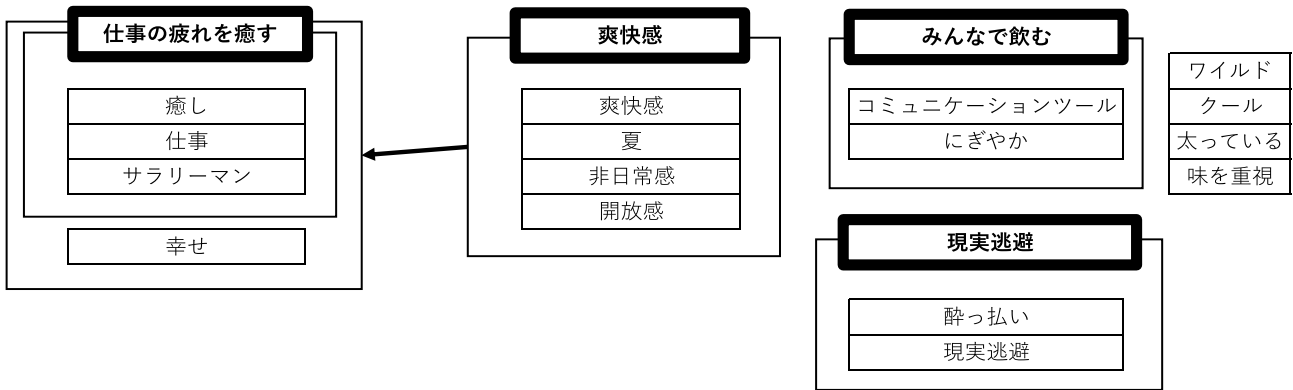 仕事の疲れを癒す
癒し
仕事
サラリーマン
幸せ
爽快感
爽快感
夏
非日常感
開放感
みんなで飲む
コミュニケーションツール
にぎやか
ワイルド
クール
太っている
味を重視
現実逃避
酔っ払い
現実逃避